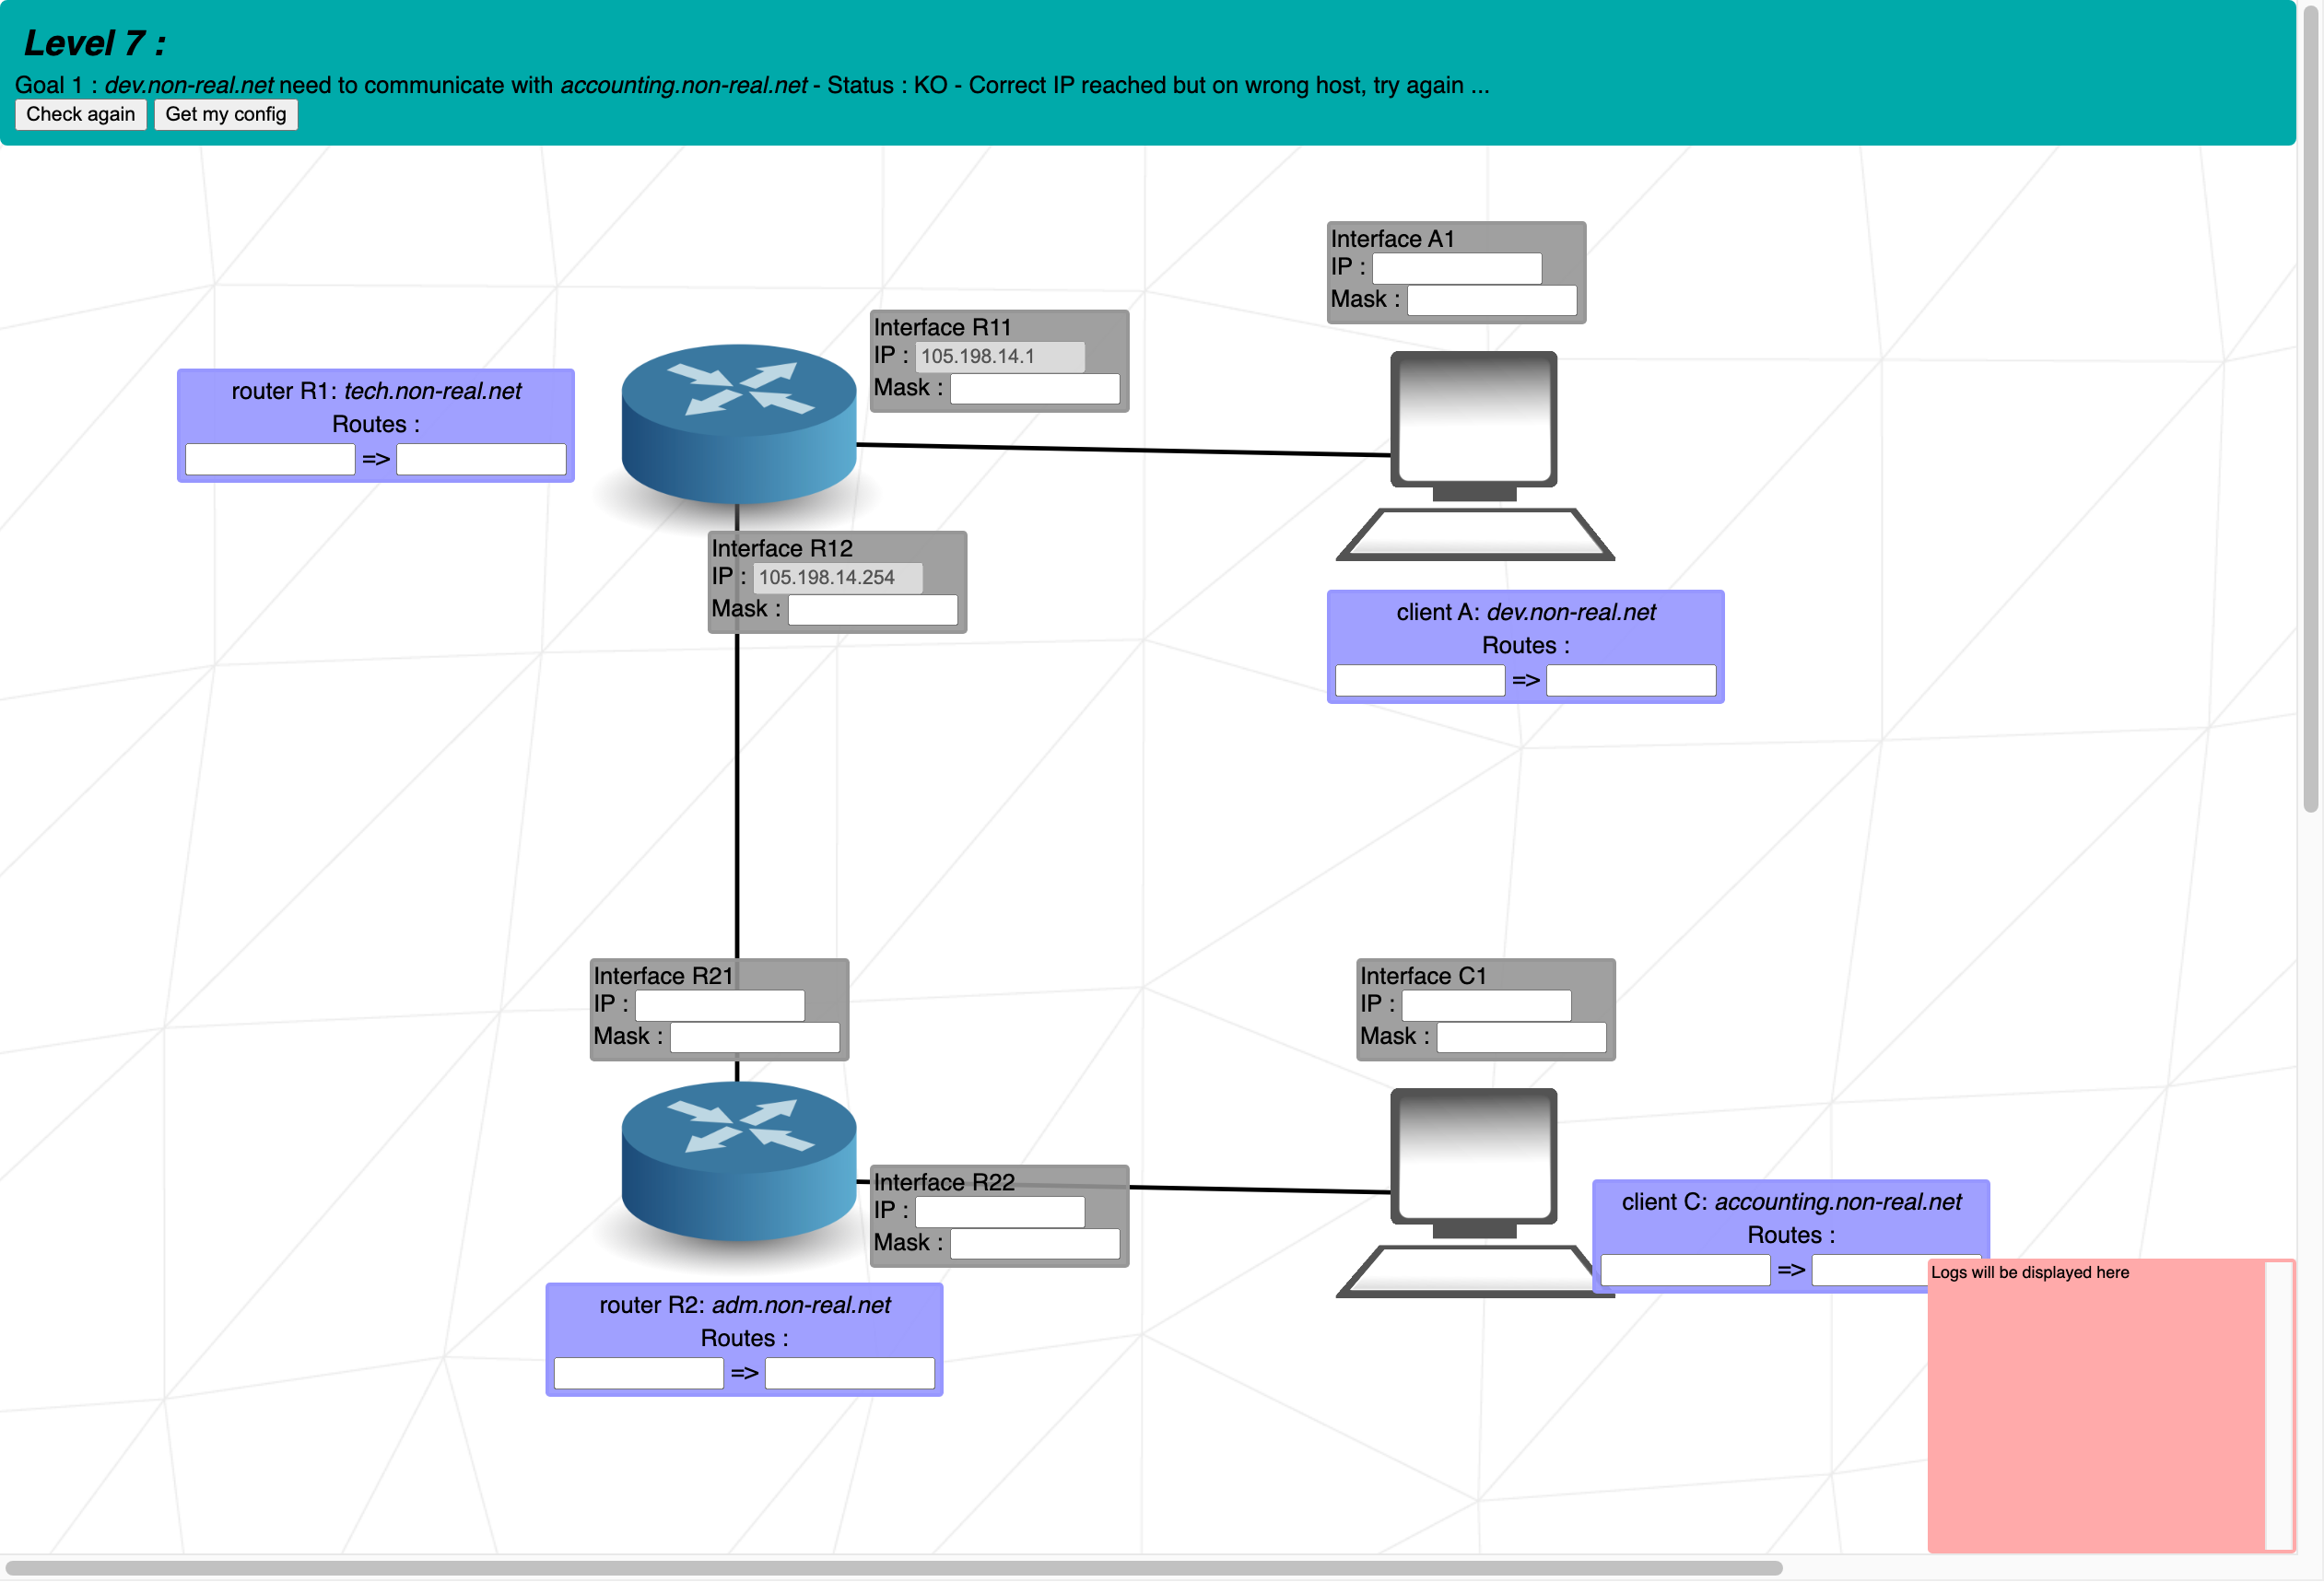 Level 7 :
Goal 1 : dev.non-real.net need to communicate with accounting.non-real.net - Status : KO - Correct IP reached but on wrong host, try again ...
Check again
Get my config
Interface A1
IP :
Mask :
Interface R11
IP : 105.198.14.1
Mask :
router R1: tech.non-real.net
Routes :
=>
Interface R12
IP : 105.198.14.254
Mask :
client A: dev.non-real.net
Routes :
=>
Interface R21
IP :
Mask :
Interface C1
IP :
Mask :
Interface R22
IP :
Mask :
client C: accounting.non-real.net
Routes :
=>
Logs will be displayed here
router R2: adm.non-real.net
Routes :
=>